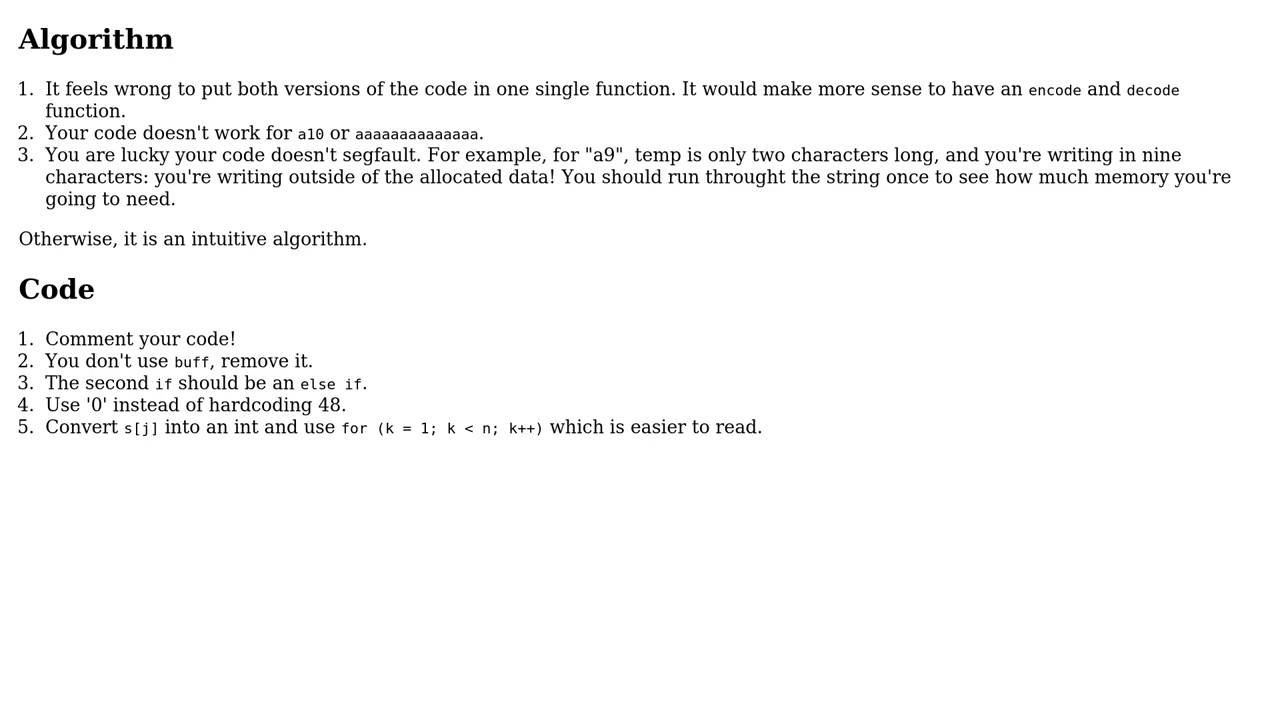 Algorithm
1. It feels wrong to put both versions of the code in one single function. It would make more sense to have an encode and decode
function.
2. Your code doesn't work for a10 or aaaaaaaaaaaaaa.
3. You are lucky your code doesn't segfault. For example, for "a9", temp is only two characters long, and you're writing in nine
characters: you're writing outside of the allocated data! You should run throught the string once to see how much memory you're
going to need.
Otherwise, it is an intuitive algorithm.
Code
1. Comment your code!
2. You don't use buff, remove it.
3. The second if should be an else if.
4. Use '0' instead of hardcoding 48.
5. Convert s[j] into an int and use for (k = 1; k < n; k++) which is easier to read.